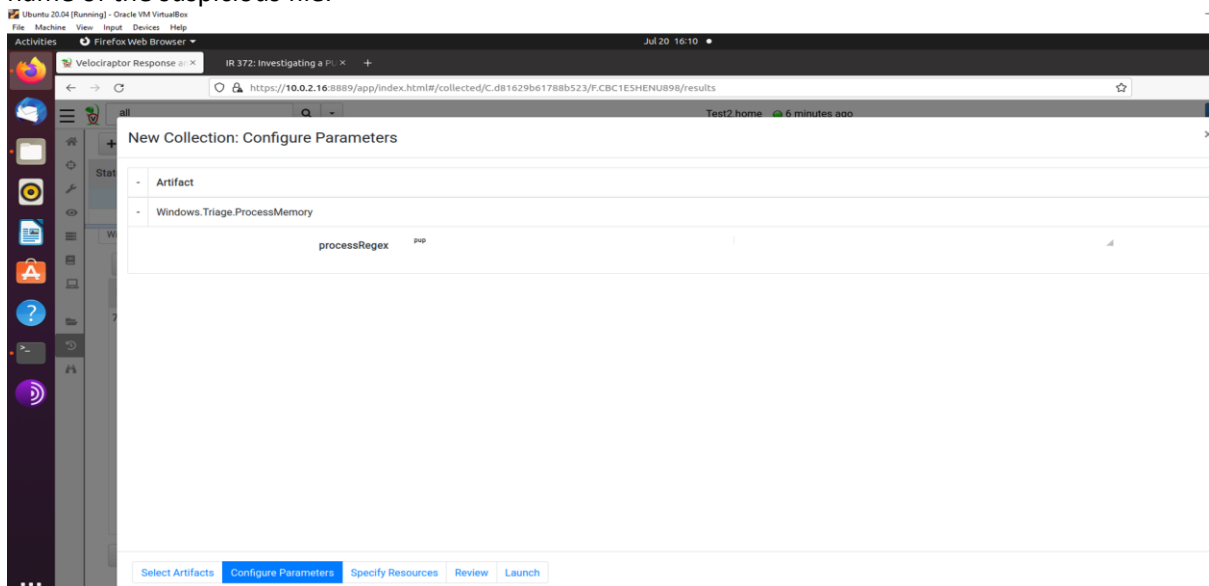 name of the suspicious file.
Ubuntu 20.04 [Running] - Oracle VM VirtualBox
File Machine View Input Devices Help
Activities Firefox Web Browser Jul 20 16:10
Velociraptor Response a × IR 372: Investigating a PU × +
https://10.0.2.16:8889/app/index.html#/collected/C.d81629b61788b523/F.CBC1E5HENU898/results
all Test2.home 6 minutes ago
New Collection: Configure Parameters
Stat
- Artifact
- Windows.Triage.ProcessMemory
processRegex pup
Select Artifacts Configure Parameters Specify Resources Review Launch